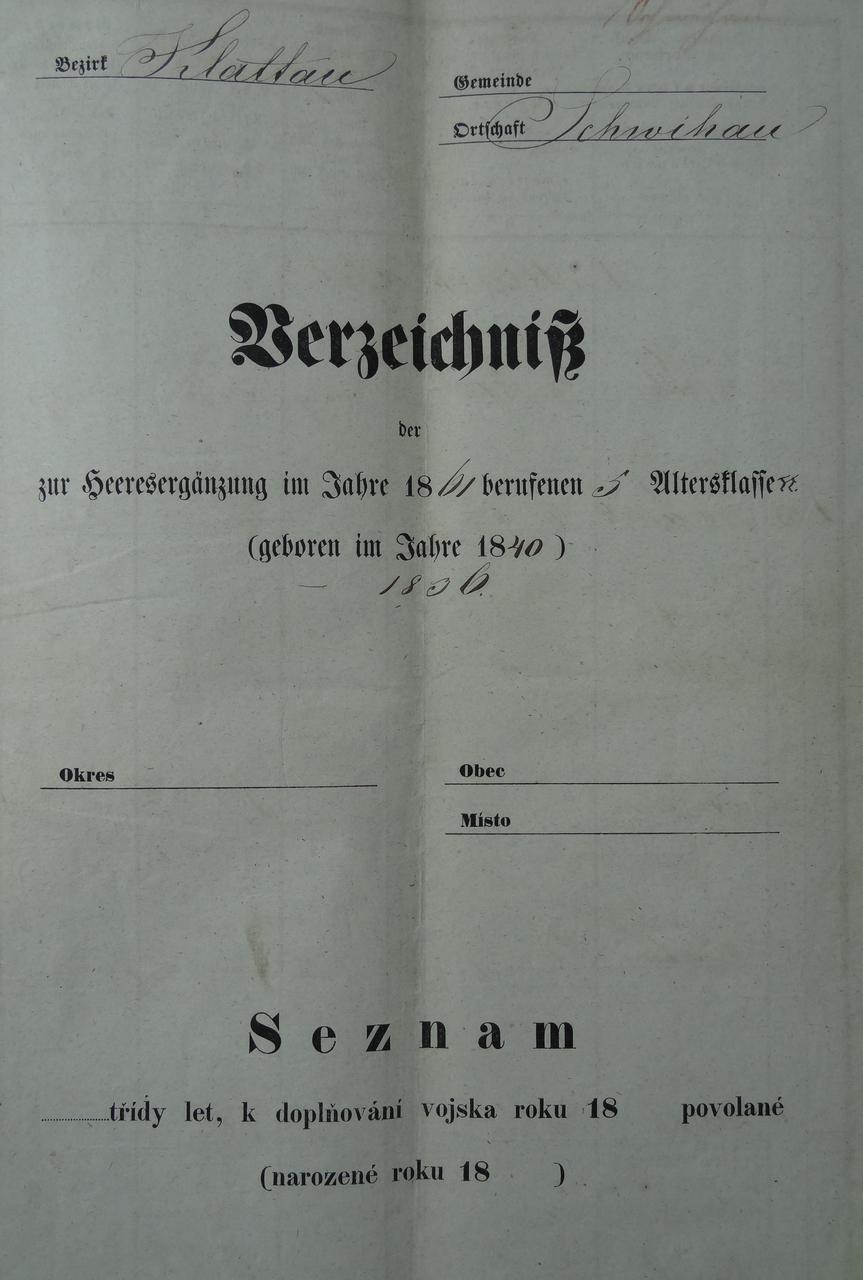 Bezirk Klattau
Gemeinde
Ortschaft Schwihau
Verzeichniß
der
zur Heeresergänzung im Jahre 1861 berufenen 5 Altersklassen
(geboren im Jahre 1840)
— 1836.
Okres
Obec
Místo
Seznam
třídy let, k doplňování vojska roku 18 povolané
(narozené roku 18 )